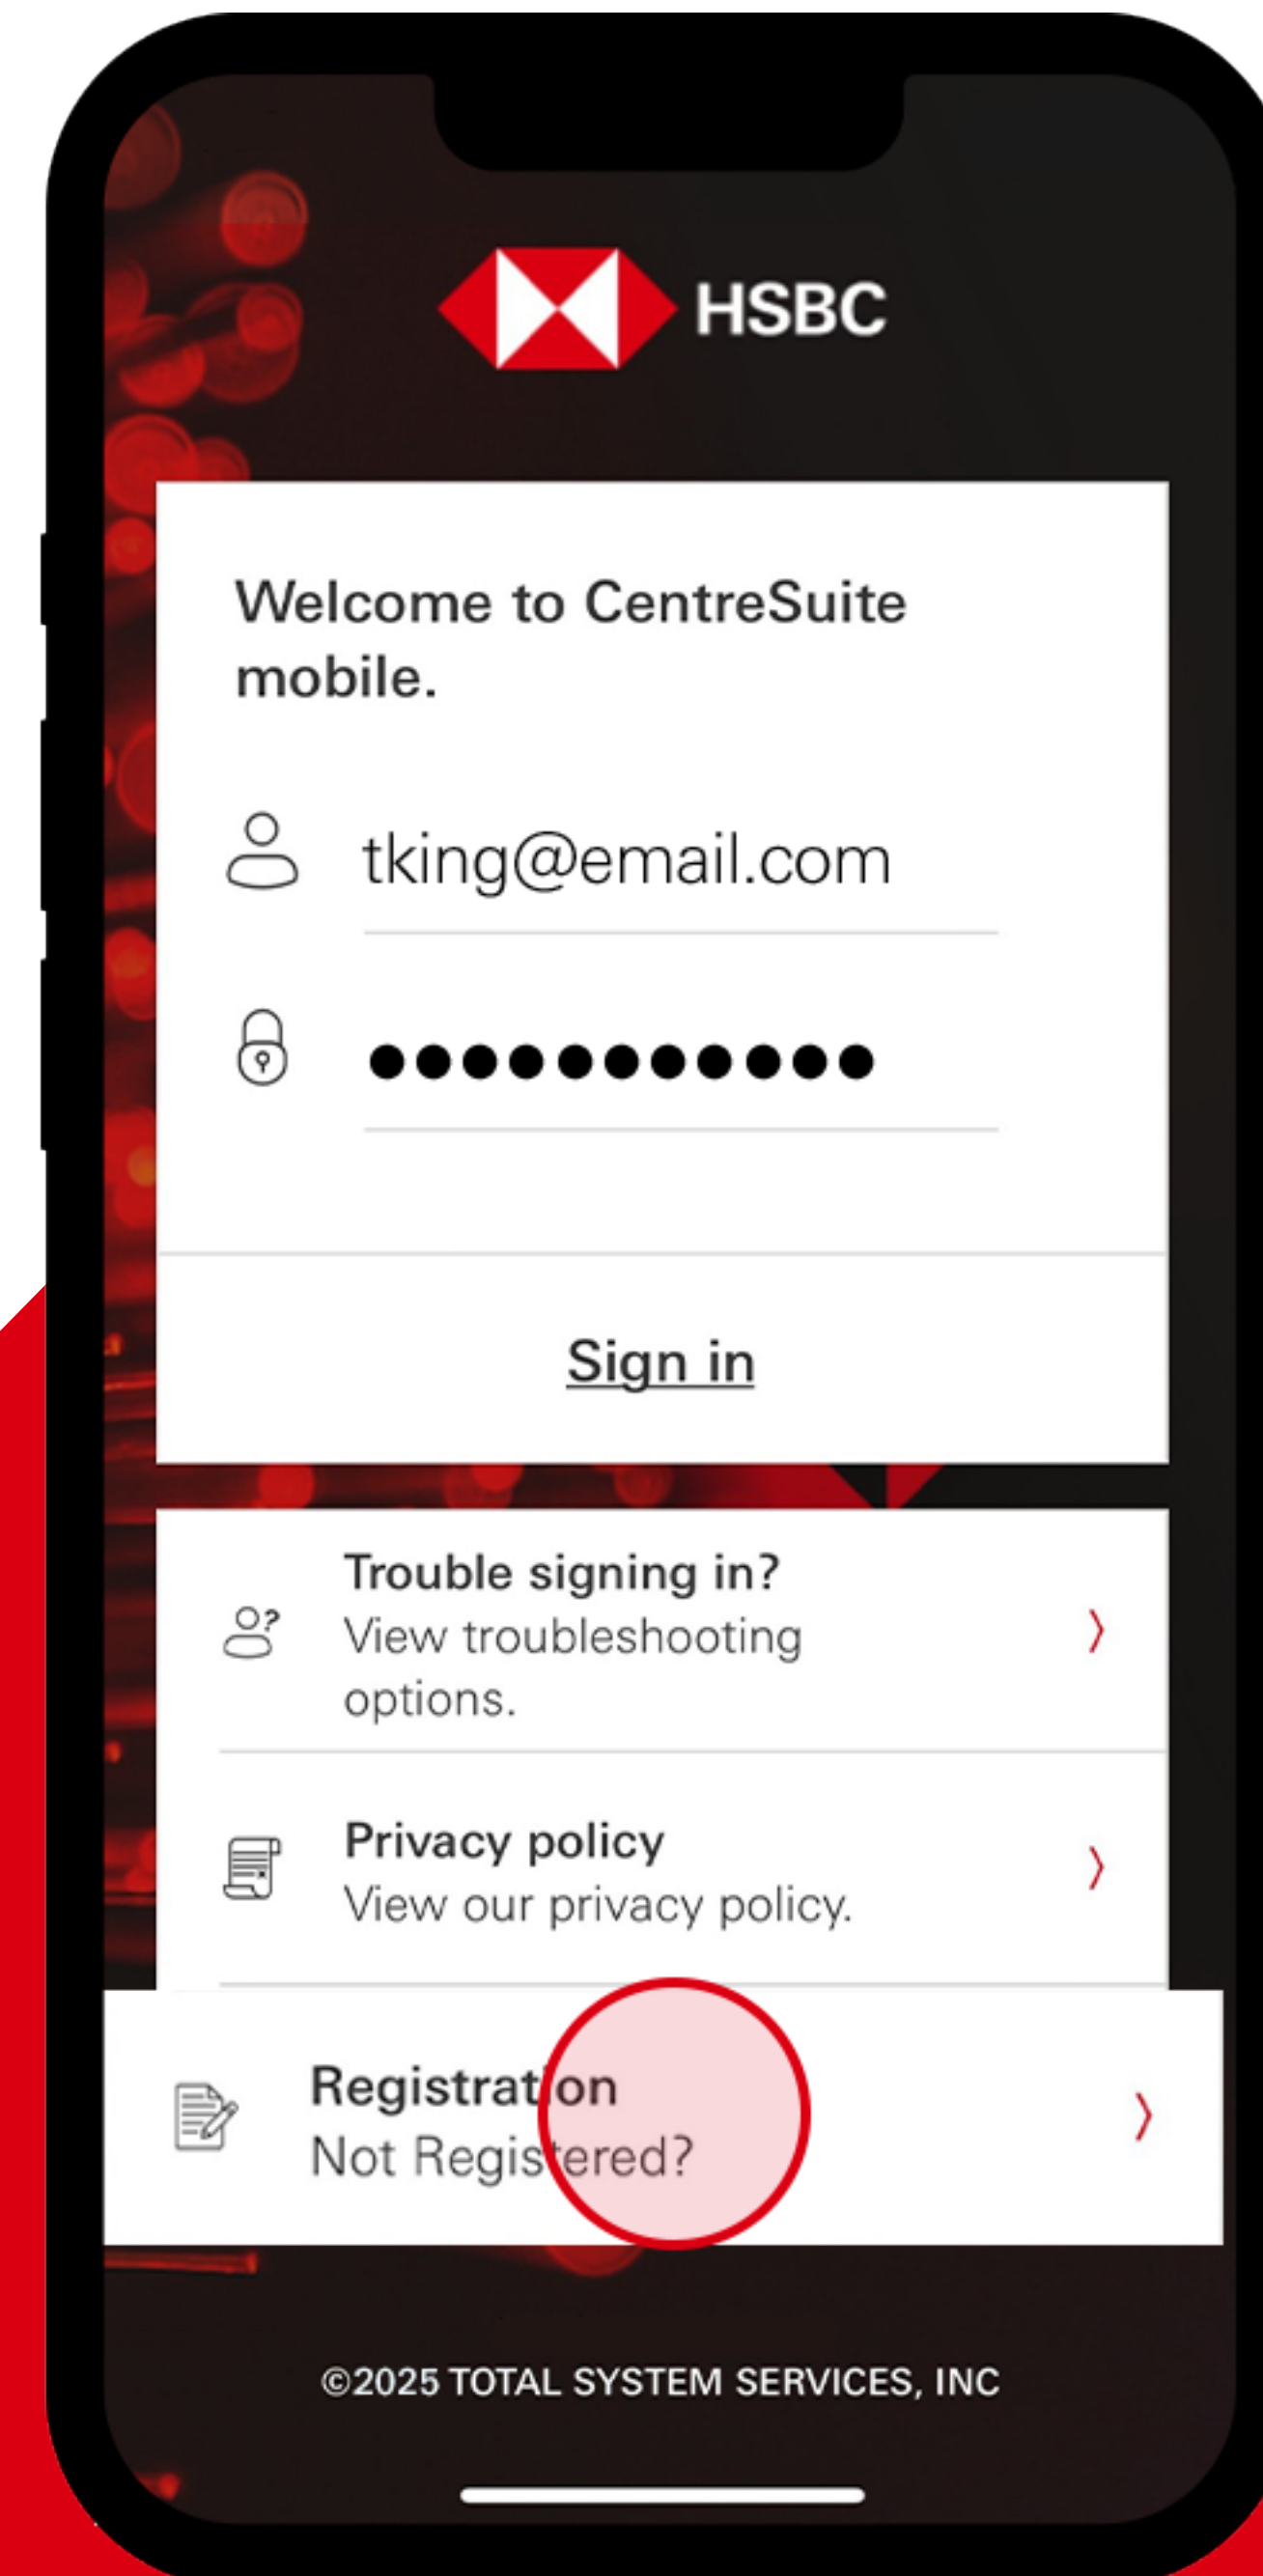 HSBC
Welcome to CentreSuite
mobile.
tking@email.com
●●●●●●●●●●●
Sign in
Trouble signing in?
View troubleshooting
options.
Privacy policy
View our privacy policy.
Registration
Not Registered?
©2025 TOTAL SYSTEM SERVICES, INC